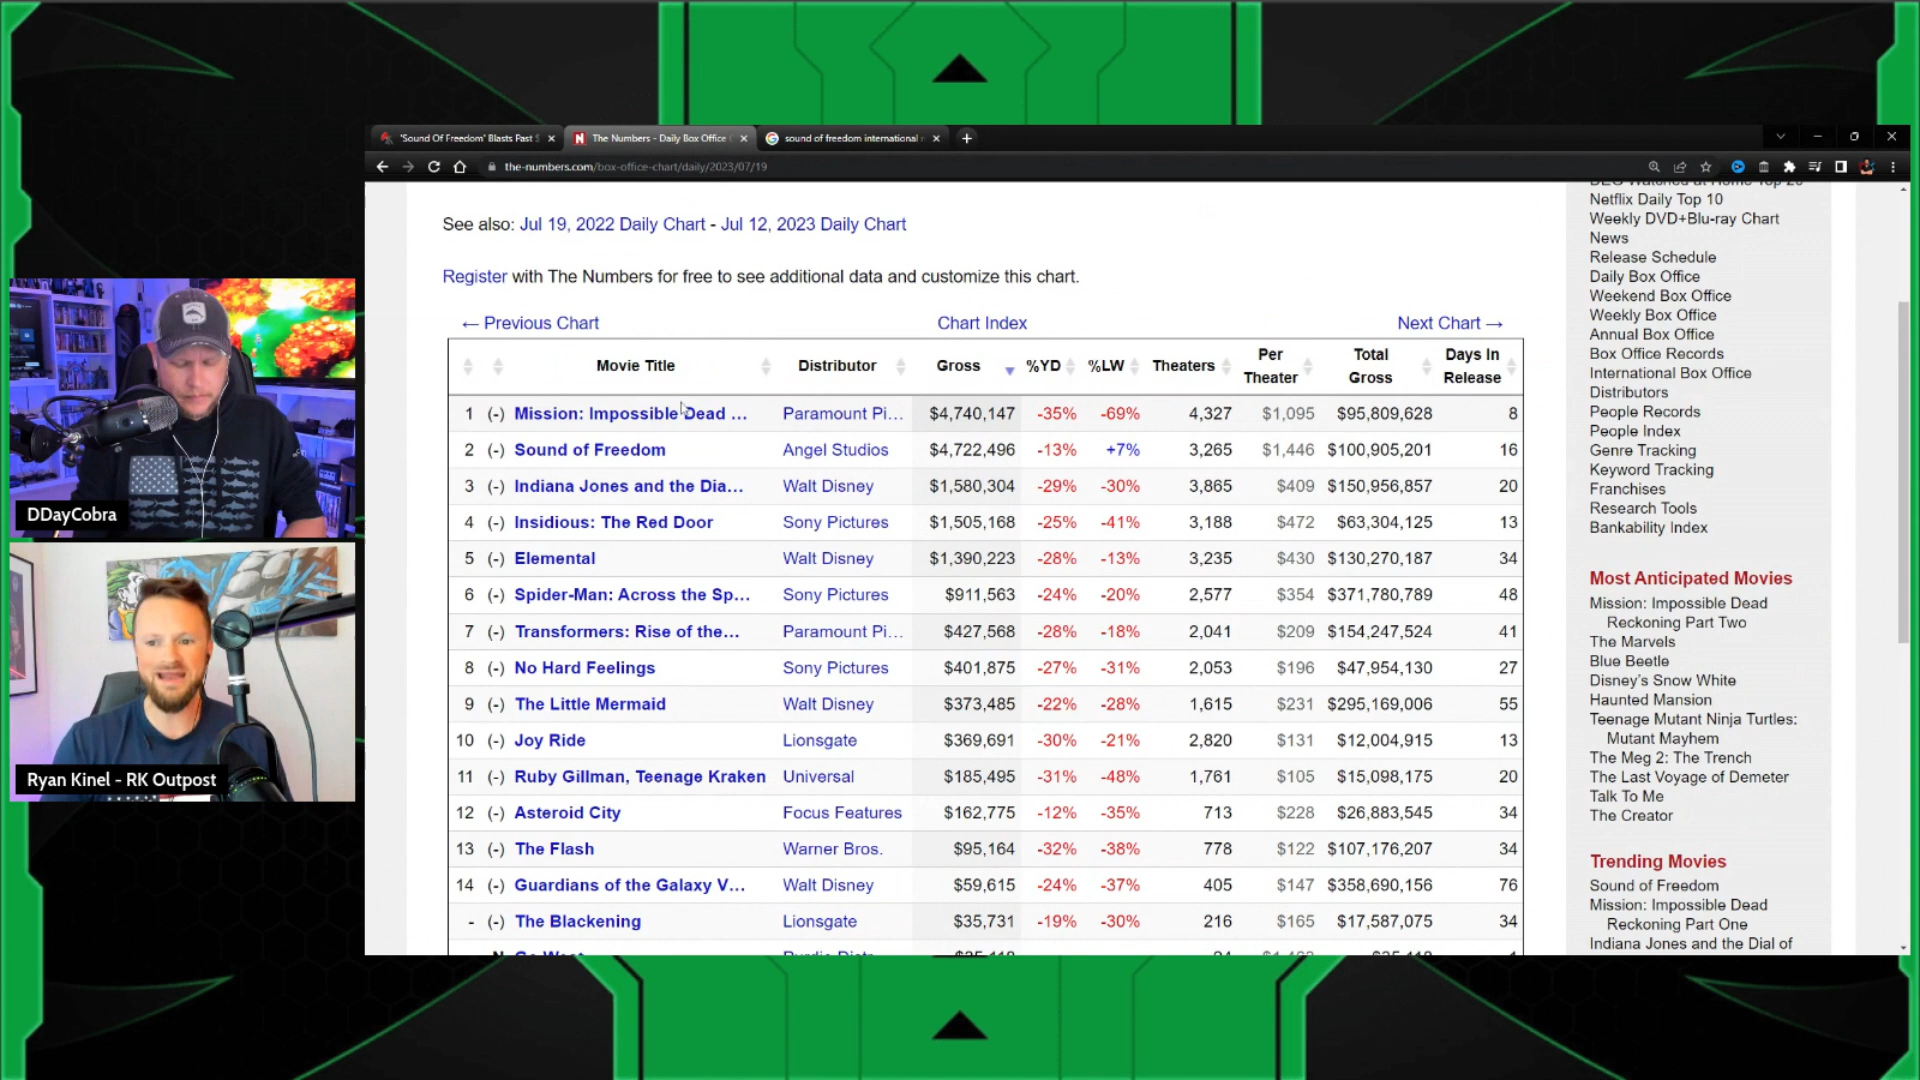 'Sound Of Freedom' Blasts Past S
The Numbers - Daily Box Office
sound of freedom international
the-numbers.com/box-office-chart/daily/2023/07/19
See also: Jul 19, 2022 Daily Chart - Jul 12, 2023 Daily Chart
Register with The Numbers for free to see additional data and customize this chart.
← Previous Chart Chart Index Next Chart →
Movie Title Distributor Gross %YD %LW Theaters Per Theater Total Gross Days In Release
1 (-) Mission: Impossible Dead ... Paramount Pi... $4,740,147 -35% -69% 4,327 $1,095 $95,809,628 8
2 (-) Sound of Freedom Angel Studios $4,722,496 -13% +7% 3,265 $1,446 $100,905,201 16
3 (-) Indiana Jones and the Dia... Walt Disney $1,580,304 -29% -30% 3,865 $409 $150,956,857 20
4 (-) Insidious: The Red Door Sony Pictures $1,505,168 -25% -41% 3,188 $472 $63,304,125 13
5 (-) Elemental Walt Disney $1,390,223 -28% -13% 3,235 $430 $130,270,187 34
6 (-) Spider-Man: Across the Sp... Sony Pictures $911,563 -24% -20% 2,577 $354 $371,780,789 48
7 (-) Transformers: Rise of the... Paramount Pi... $427,568 -28% -18% 2,041 $209 $154,247,524 41
8 (-) No Hard Feelings Sony Pictures $401,875 -27% -31% 2,053 $196 $47,954,130 27
9 (-) The Little Mermaid Walt Disney $373,485 -22% -28% 1,615 $231 $295,169,006 55
10 (-) Joy Ride Lionsgate $369,691 -30% -21% 2,820 $131 $12,004,915 13
11 (-) Ruby Gillman, Teenage Kraken Universal $185,495 -31% -48% 1,761 $105 $15,098,175 20
12 (-) Asteroid City Focus Features $162,775 -12% -35% 713 $228 $26,883,545 34
13 (-) The Flash Warner Bros. $95,164 -32% -38% 778 $122 $107,176,207 34
14 (-) Guardians of the Galaxy V... Walt Disney $59,615 -24% -37% 405 $147 $358,690,156 76
- (-) The Blackening Lionsgate $35,731 -19% -30% 216 $165 $17,587,075 34
Netflix Daily Top 10
Weekly DVD+Blu-ray Chart
News
Release Schedule
Daily Box Office
Weekend Box Office
Weekly Box Office
Annual Box Office
Box Office Records
International Box Office
Distributors
People Records
People Index
Genre Tracking
Keyword Tracking
Franchises
Research Tools
Bankability Index
Most Anticipated Movies
Mission: Impossible Dead
Reckoning Part Two
The Marvels
Blue Beetle
Disney's Snow White
Haunted Mansion
Teenage Mutant Ninja Turtles:
Mutant Mayhem
The Meg 2: The Trench
The Last Voyage of Demeter
Talk To Me
The Creator
Trending Movies
Sound of Freedom
Mission: Impossible Dead
Reckoning Part One
Indiana Jones and the Dial of
DDayCobra
Ryan Kinel - RK Outpost